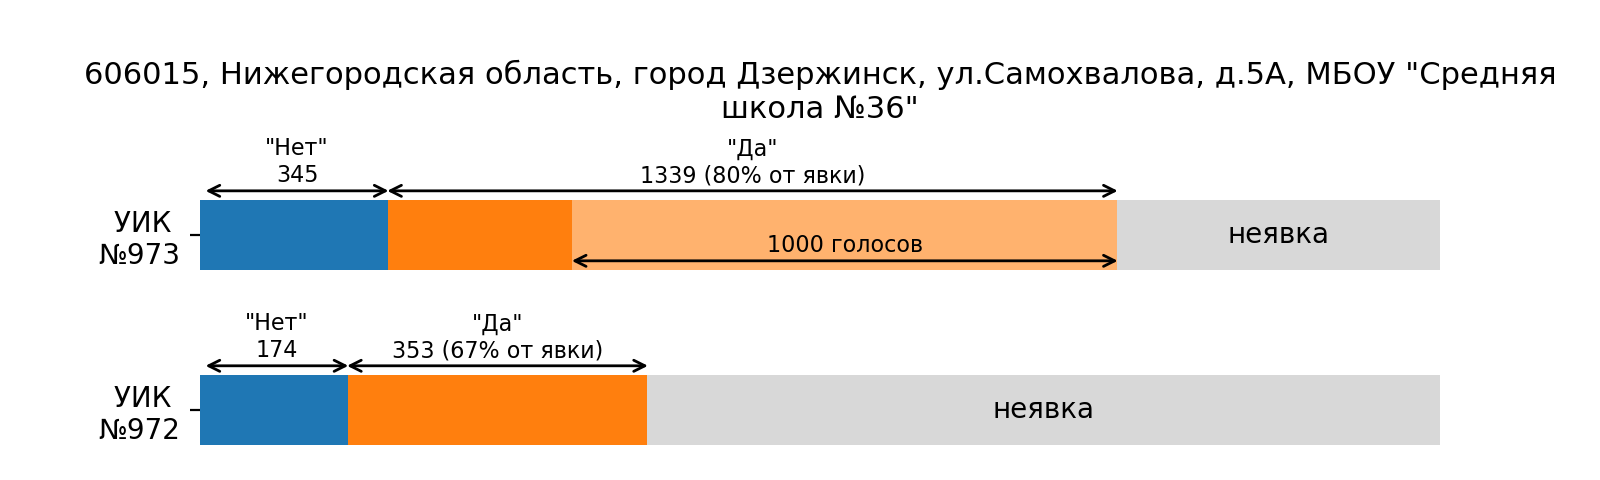 606015, Нижегородская область, город Дзержинск, ул.Самохвалова, д.5А, МБОУ "Средняя
школа №36"
"Нет"
345
"Да"
1339 (80% от явки)
УИК
№973
1000 голосов
неявка
"Нет"
174
"Да"
353 (67% от явки)
УИК
№972
неявка